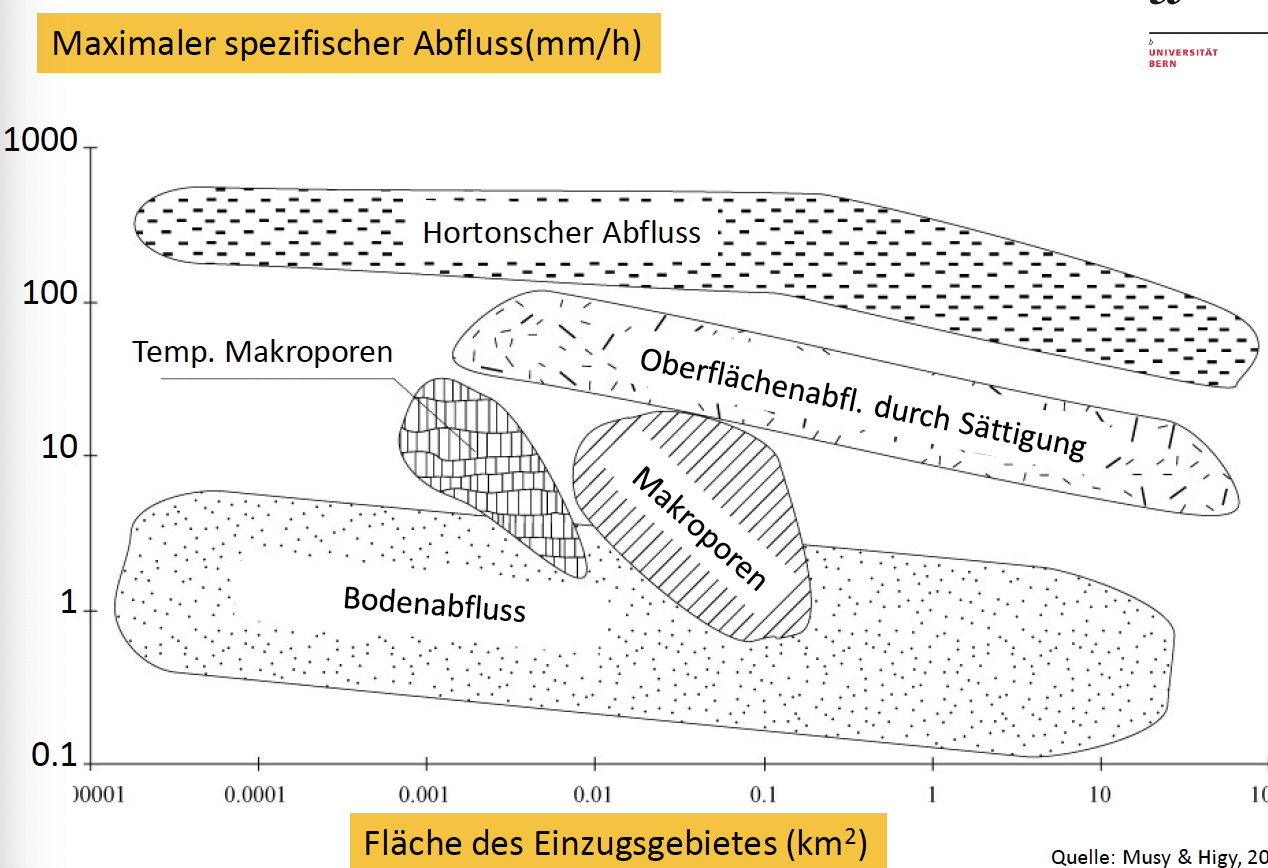 Maximaler spezifischer Abfluss(mm/h)
b
UNIVERSITÄT
BERN
1000
Hortonscher Abfluss
100
Temp. Makroporen
Oberflächenabfl. durch Sättigung
10
Makroporen
Bodenabfluss
1
0.1
00001 0.0001 0.001 0.01 0.1 1 10 10
Fläche des Einzugsgebietes (km²)
Quelle: Musy & Higy, 20